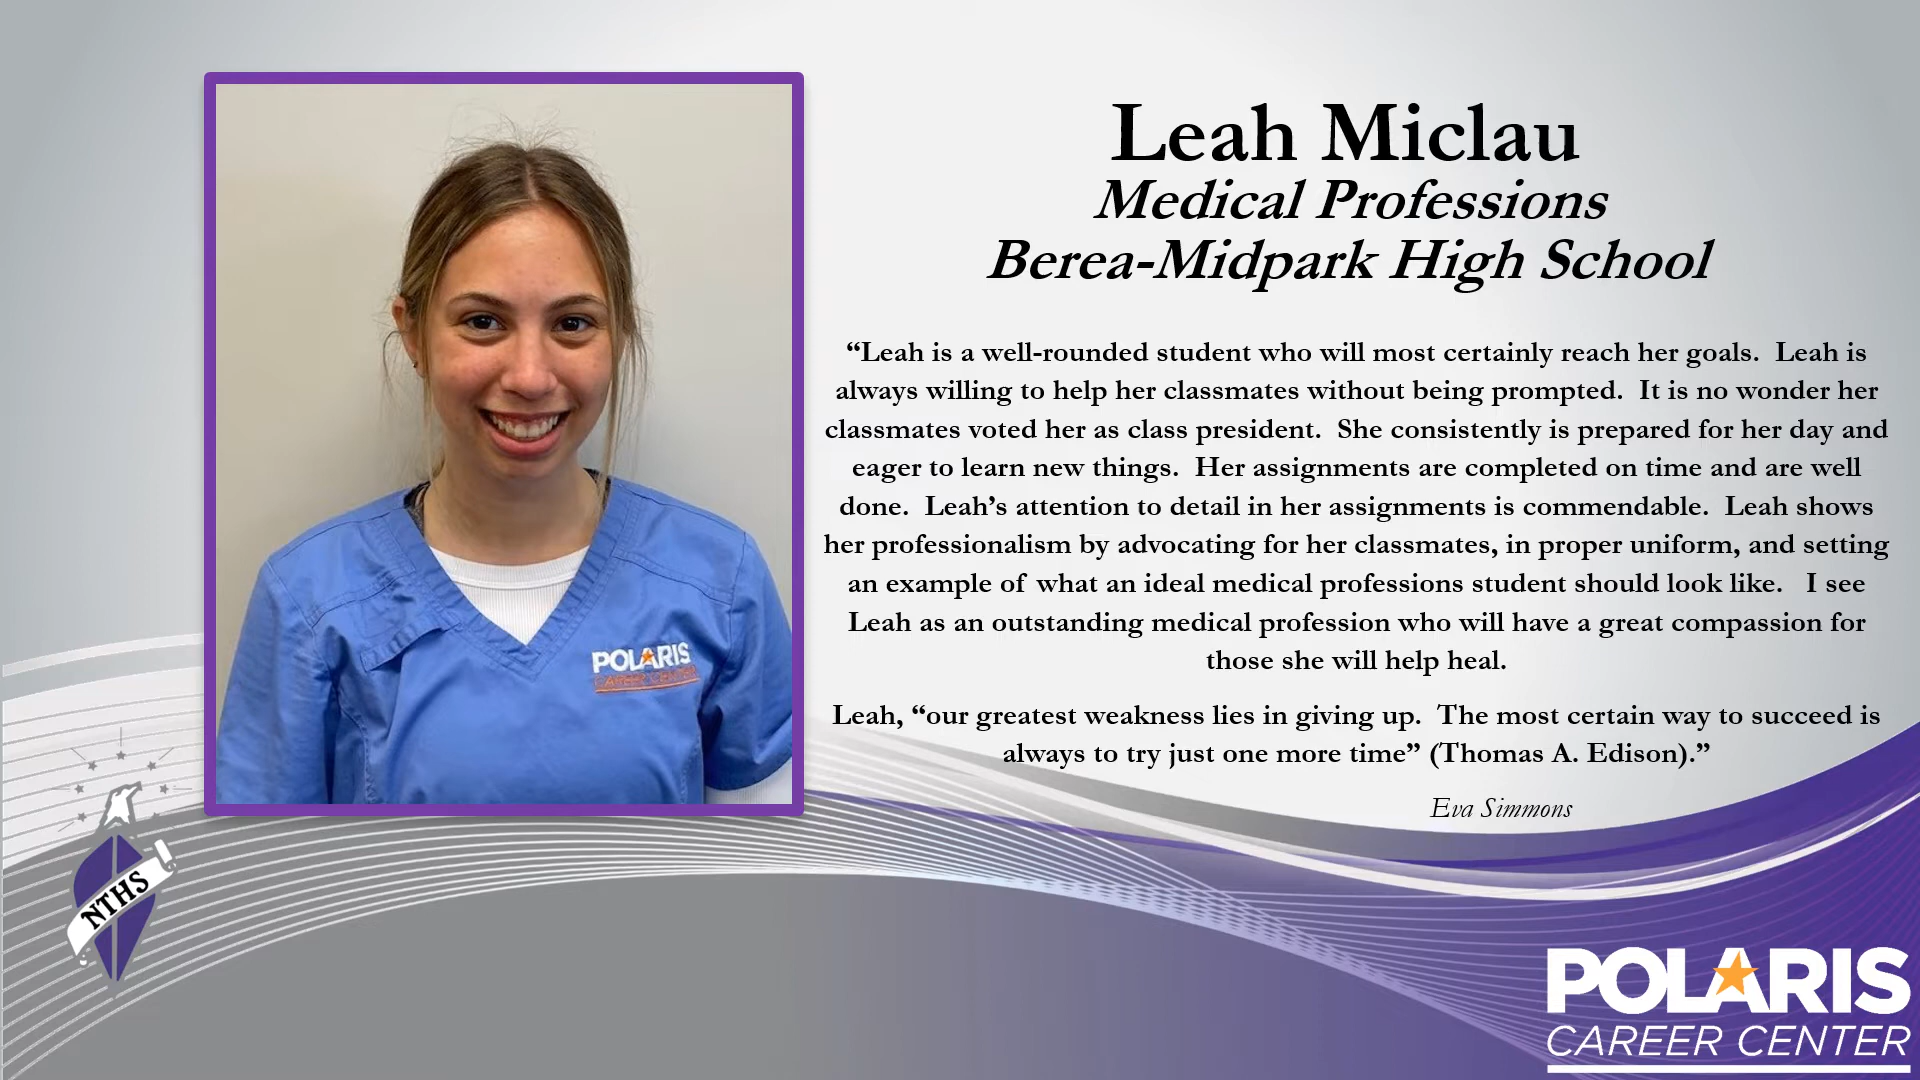 Leah Miclau
Medical Professions
Berea-Midpark High School
“Leah is a well-rounded student who will most certainly reach her goals.  Leah is
always willing to help her classmates without being prompted.  It is no wonder her
classmates voted her as class president.  She consistently is prepared for her day and
eager to learn new things.  Her assignments are completed on time and are well
done.  Leah’s attention to detail in her assignments is commendable.  Leah shows
her professionalism by advocating for her classmates, in proper uniform, and setting
an example of what an ideal medical professions student should look like.   I see
Leah as an outstanding medical profession who will have a great compassion for
those she will help heal.
Leah, “our greatest weakness lies in giving up.  The most certain way to succeed is
always to try just one more time” (Thomas A. Edison).”
Eva Simmons
POLARIS
CAREER CENTER
NTHS
POLARIS
CAREER CENTER